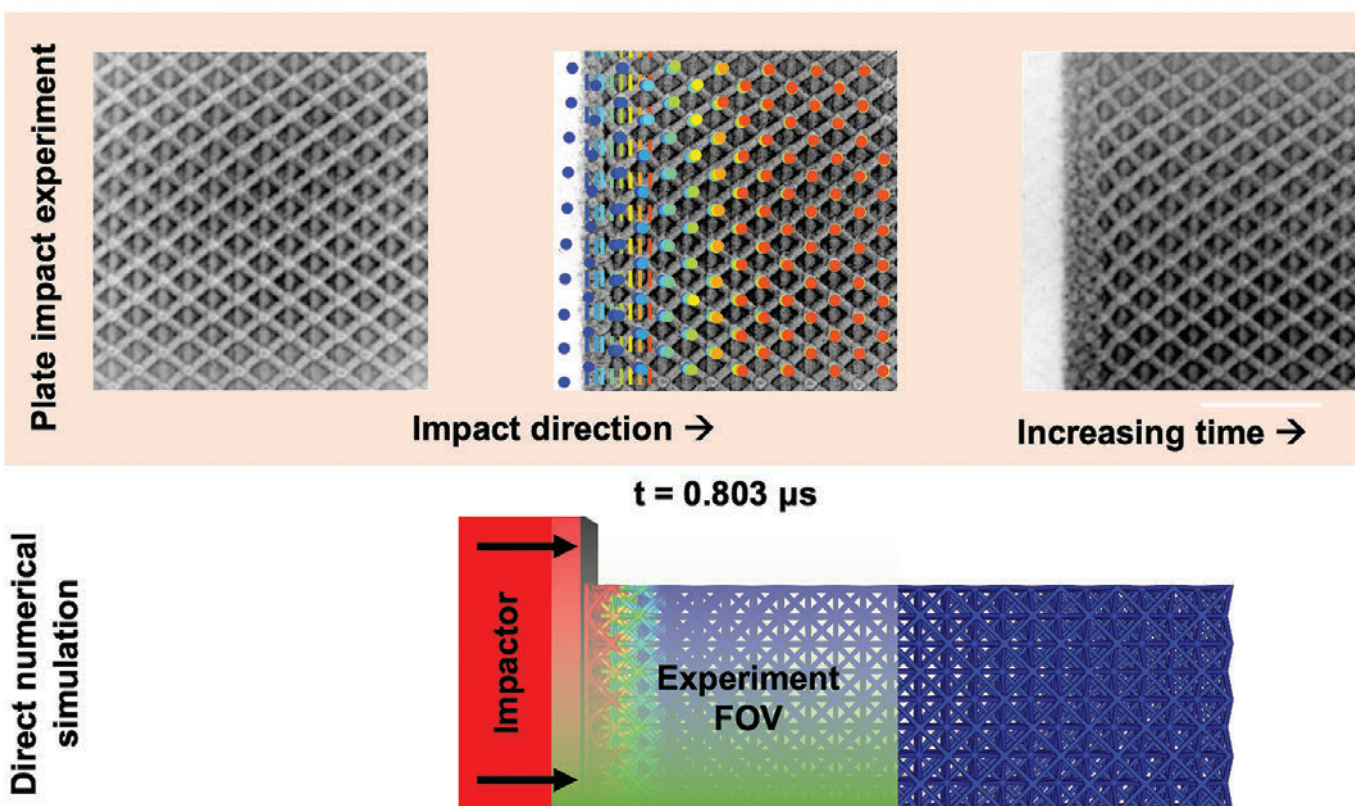 Plate impact experiment
Impact direction →
Increasing time →
t = 0.803 µs
Direct numerical
simulation
Impactor
Experiment
FOV